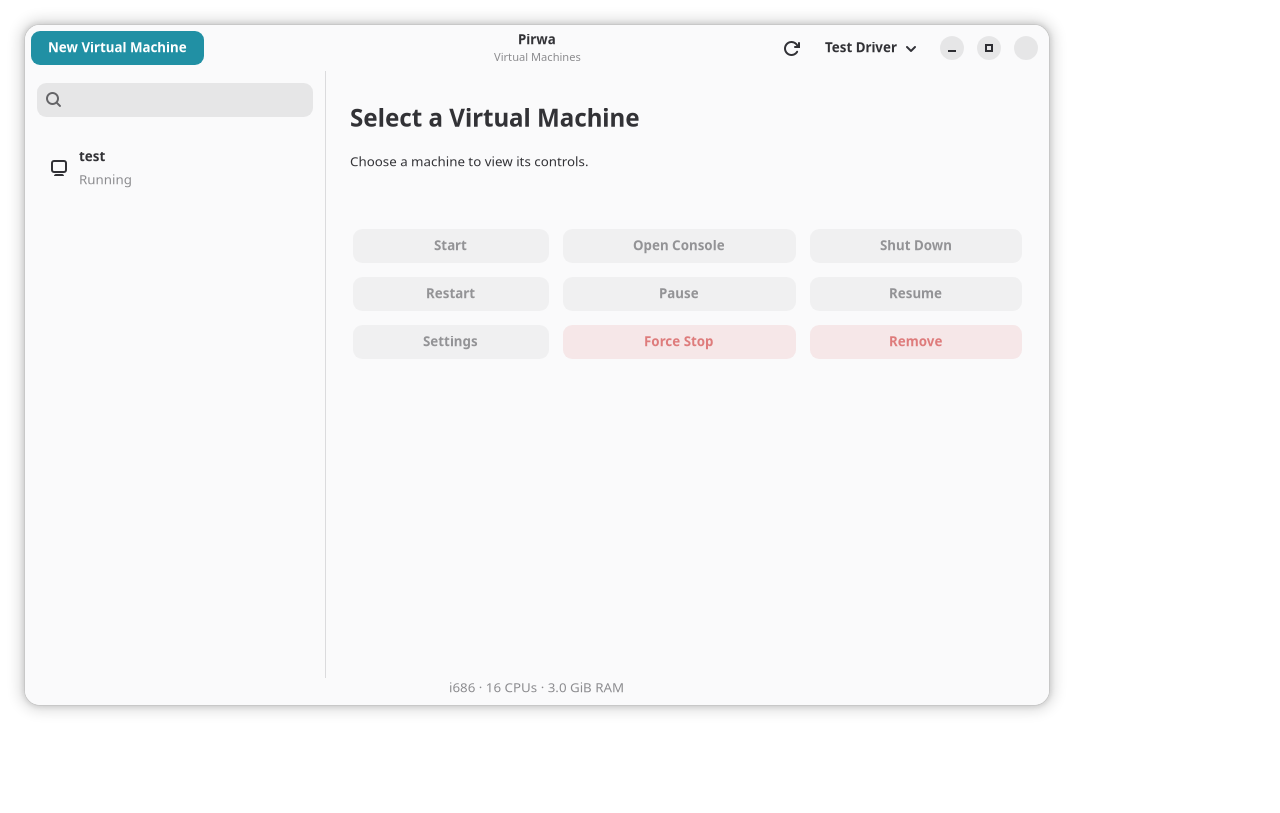 New Virtual Machine
Pirwa
Virtual Machines
Test Driver
test
Running
Select a Virtual Machine
Choose a machine to view its controls.
Start
Open Console
Shut Down
Restart
Pause
Resume
Settings
Force Stop
Remove
i686 · 16 CPUs · 3.0 GiB RAM